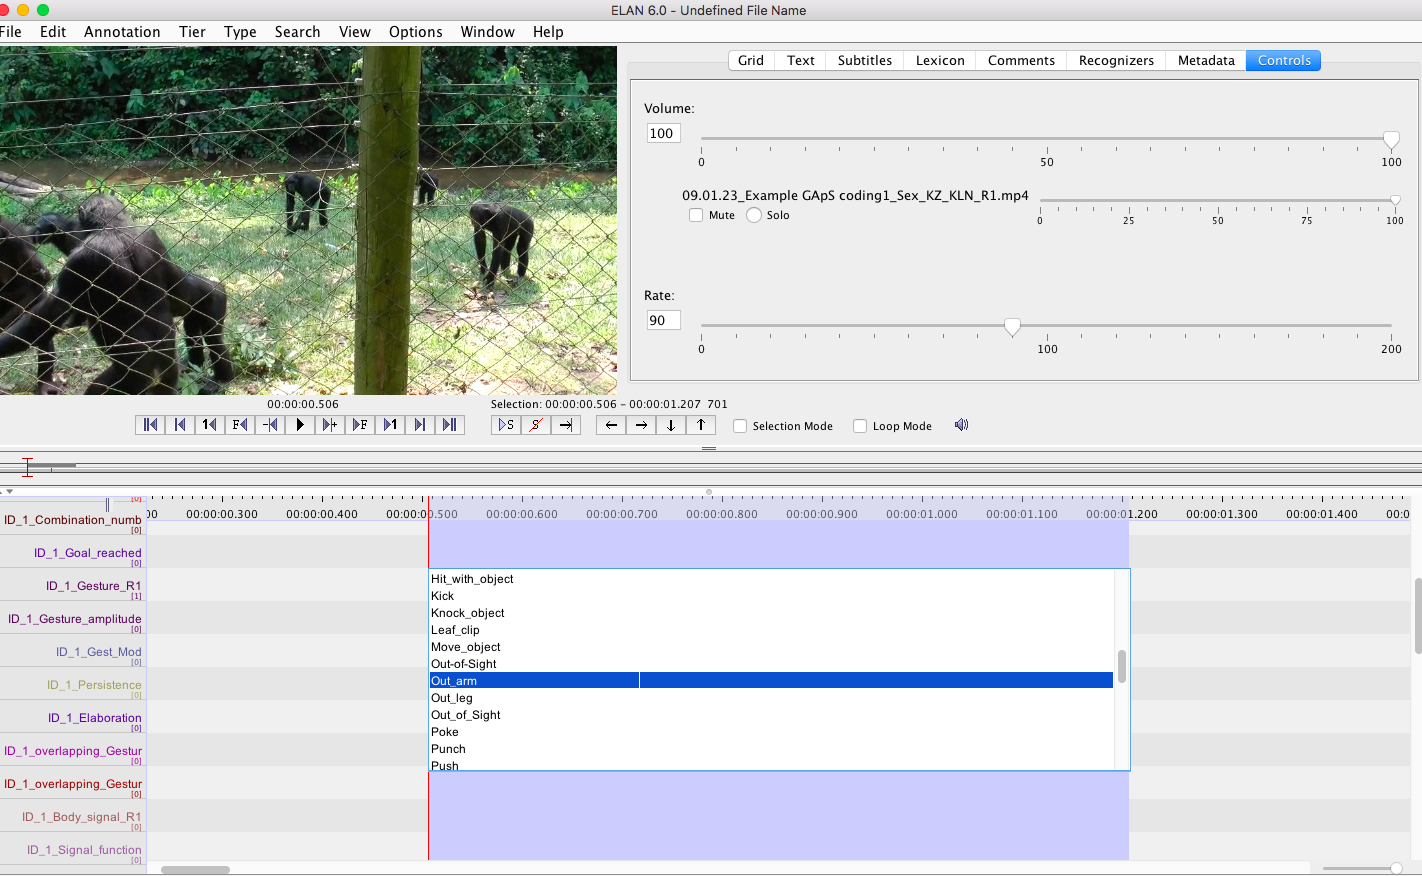 ELAN 6.0 - Undefined File Name
File Edit Annotation Tier Type Search View Options Window Help
Grid Text Subtitles Lexicon Comments Recognizers Metadata Controls
Volume:
100
0 50 100
09.01.23_Example GApS coding1_Sex_KZ_KLN_R1.mp4
Mute Solo
0 25 50 75 100
Rate:
90
0 100 200
00:00:00.506
Selection: 00:00:00.506 - 00:00:01.207 701
1 F F 1 S S
Selection Mode Loop Mode
[0]
00 00:00:00.300 00:00:00.400 00:00:00.500 00:00:00.600 00:00:00.700 00:00:00.800 00:00:00.900 00:00:01.000 00:00:01.100 00:00:01.200 00:00:01.300 00:00:01.400 00:0
ID_1_Combination_numb
[0]
ID_1_Goal_reached
[0]
ID_1_Gesture_R1
[1]
ID_1_Gesture_amplitude
[0]
ID_1_Gest_Mod
[0]
ID_1_Persistence
[0]
ID_1_Elaboration
[0]
ID_1_overlapping_Gestur
[0]
ID_1_overlapping_Gestur
[0]
ID_1_Body_signal_R1
[0]
ID_1_Signal_function
[0]
Hit_with_object
Kick
Knock_object
Leaf_clip
Move_object
Out-of-Sight
Out_arm
Out_leg
Out_of_Sight
Poke
Punch
Push